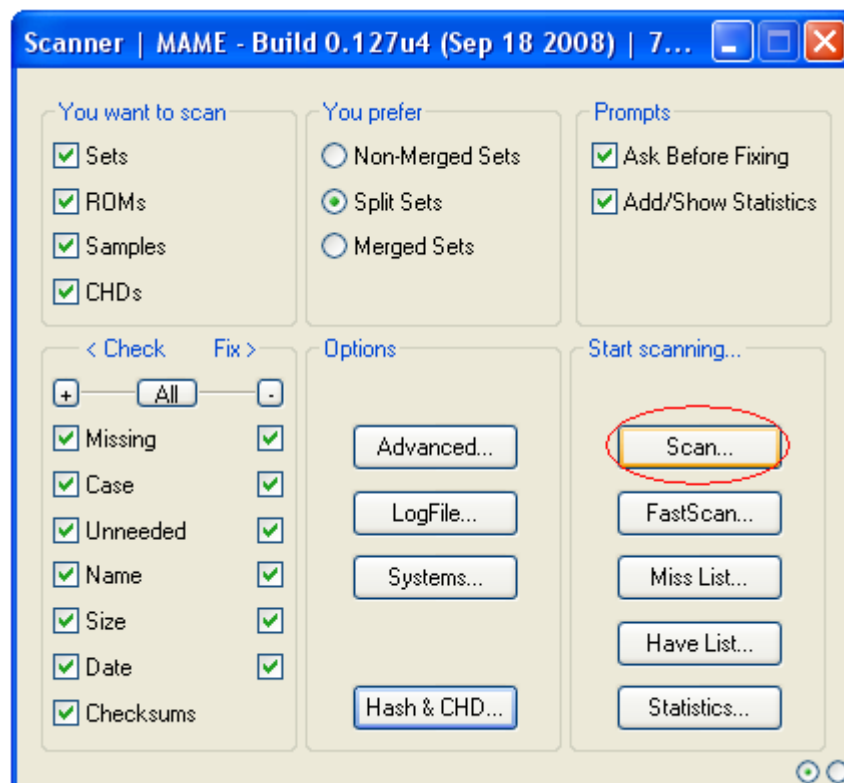 Scanner | MAME - Build 0.127u4 (Sep 18 2008) | 7...
You want to scan
Sets
ROMs
Samples
CHDs
You prefer
Non-Merged Sets
Split Sets
Merged Sets
Prompts
Ask Before Fixing
Add/Show Statistics
< Check Fix >
+ All -
Missing
Case
Unneeded
Name
Size
Date
Checksums
Options
Advanced...
LogFile...
Systems...
Hash & CHD...
Start scanning...
Scan...
FastScan...
Miss List...
Have List...
Statistics...